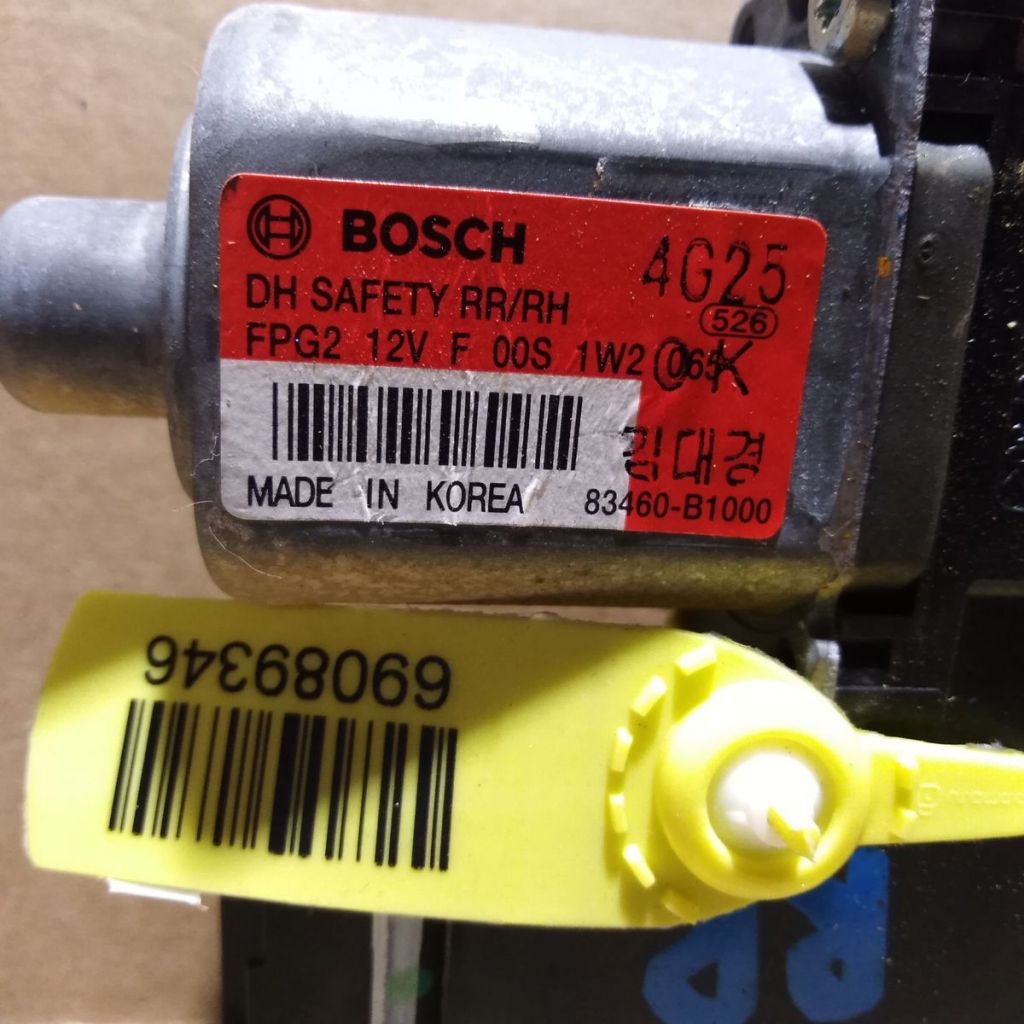 BOSCH
4G25
526
DH SAFETY RR/RH
FPG2 12V F 00S 1W2 065
OK
김대경
MADE IN KOREA
83460-B1000
69089346